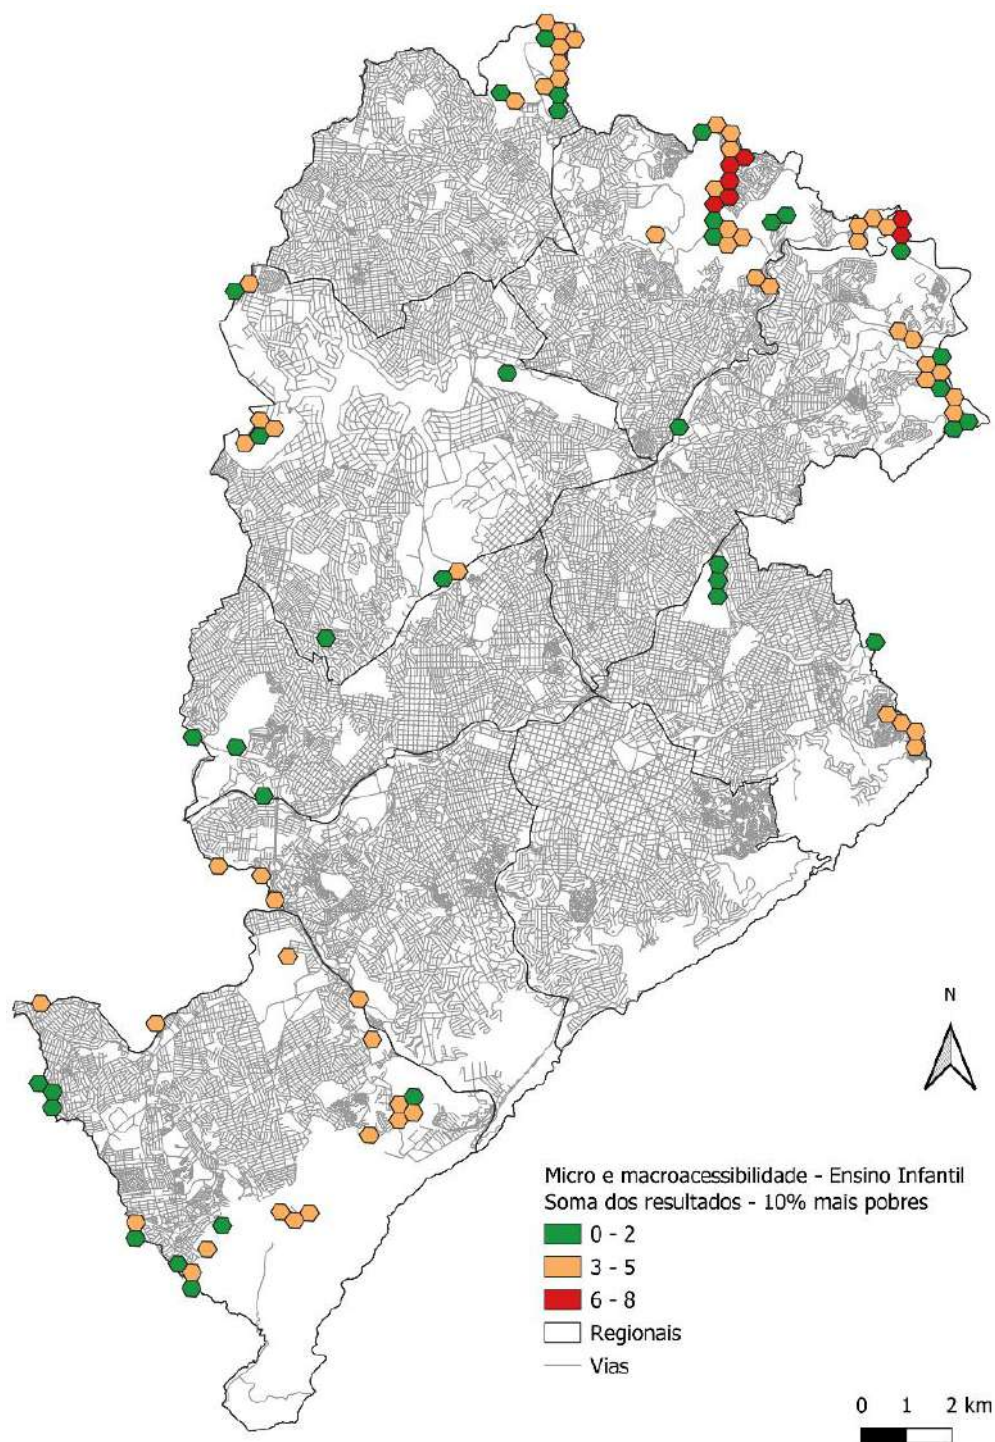 N
Micro e macroacessibilidade - Ensino Infantil
Soma dos resultados - 10% mais pobres
0 - 2
3 - 5
6 - 8
Regionais
Vias
0 1 2 km